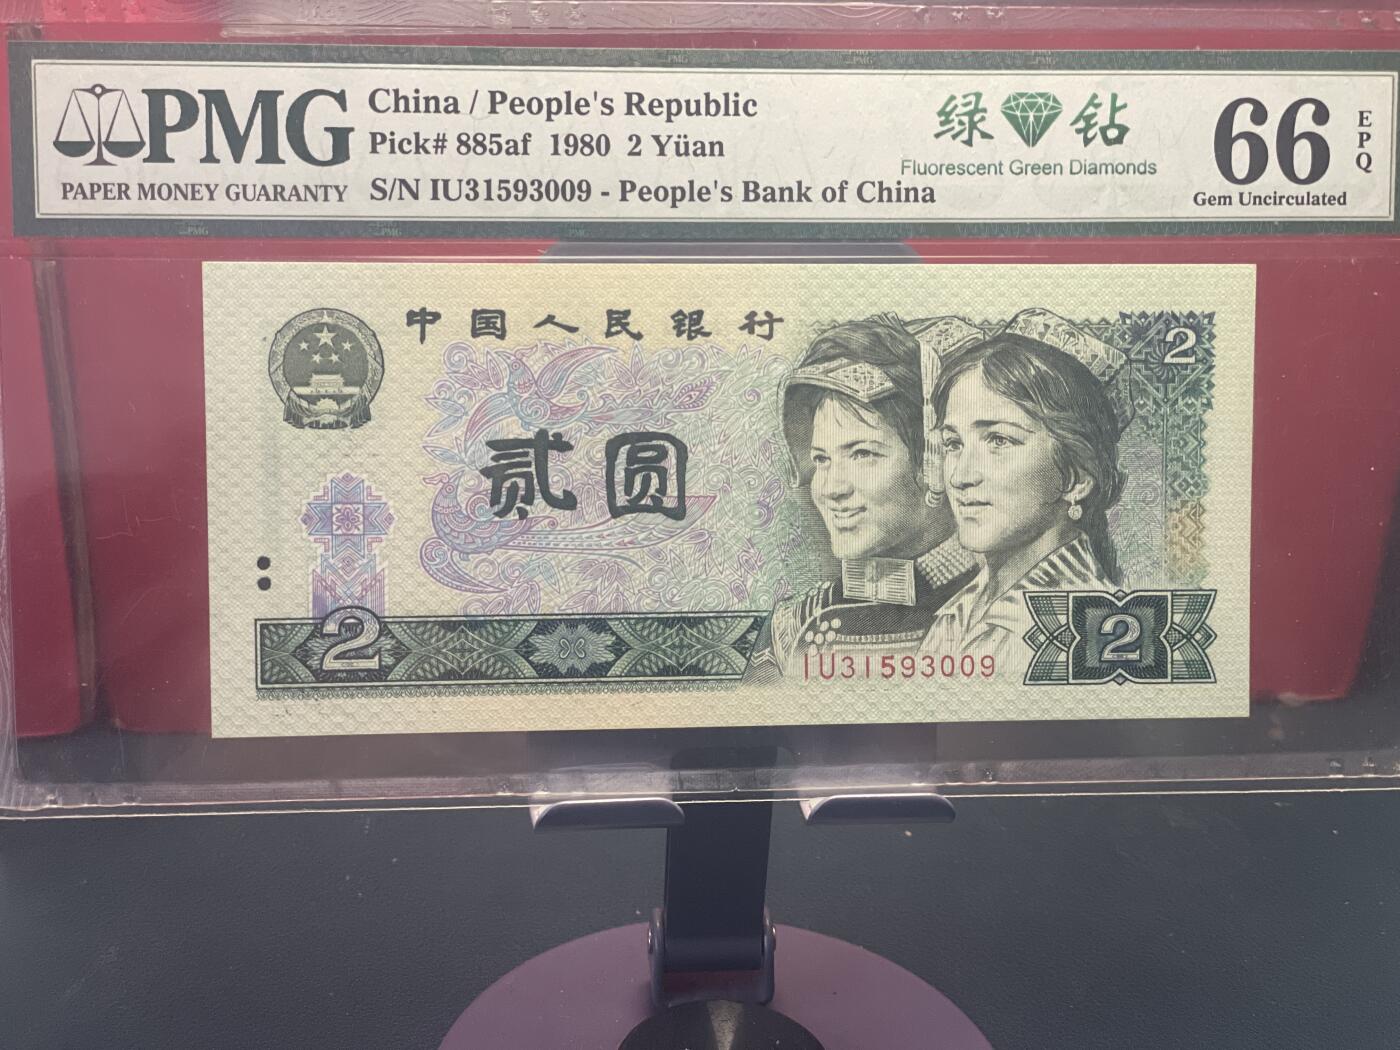 PMG
PAPER MONEY GUARANTY
China / People's Republic
Pick# 885af 1980 2 Yüan
S/N IU31593009 - People's Bank of China
绿 钻
Fluorescent Green Diamonds
66
EPQ
Gem Uncirculated
中国人民银行
2
贰圆
2
IU31593009
2